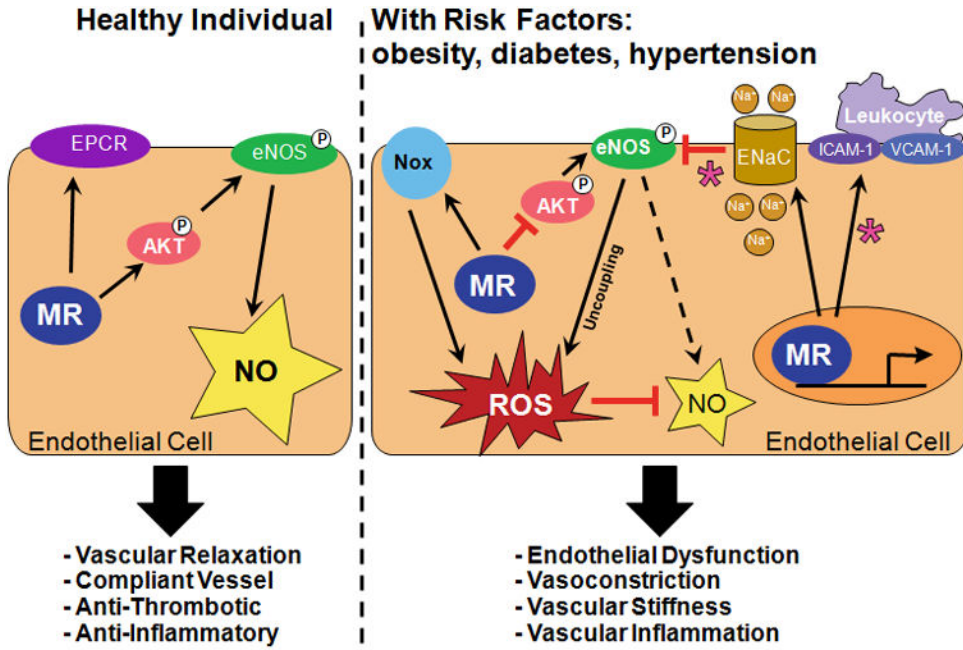 Healthy Individual
With Risk Factors:
obesity, diabetes, hypertension
EPCR
eNOS
P
AKT
P
MR
NO
Endothelial Cell
Nox
eNOS
P
AKT
P
MR
Uncoupling
ROS
NO
Na+
Na+
ENaC
Na+
Na+
Na+
*
*
Leukocyte
ICAM-1
VCAM-1
MR
Endothelial Cell
- Vascular Relaxation
- Compliant Vessel
- Anti-Thrombotic
- Anti-Inflammatory
- Endothelial Dysfunction
- Vasoconstriction
- Vascular Stiffness
- Vascular Inflammation